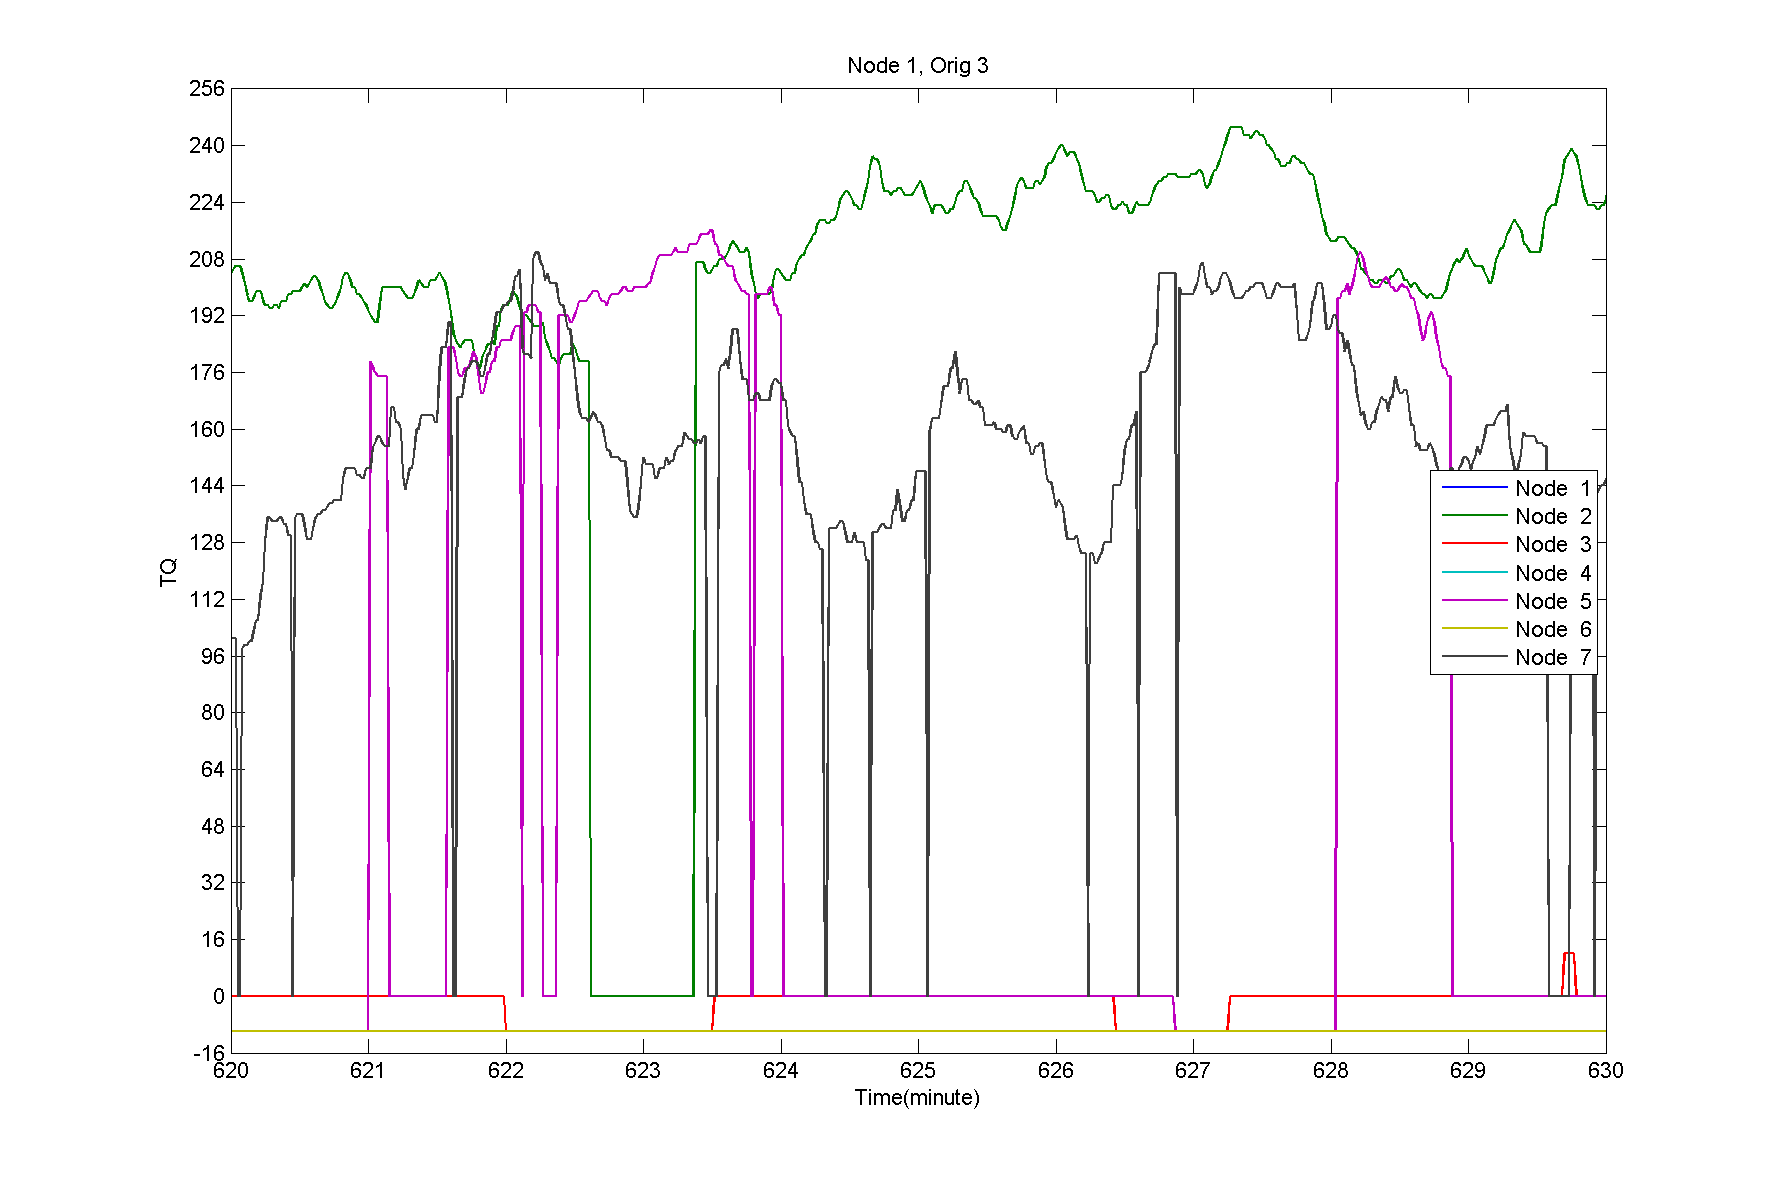 Node 1, Orig 3
256
240
224
208
192
176
160
144
128
112
96
80
64
48
32
16
0
-16
TQ
Node 1
Node 2
Node 3
Node 4
Node 5
Node 6
Node 7
620 621 622 623 624 625 626 627 628 629 630
Time(minute)